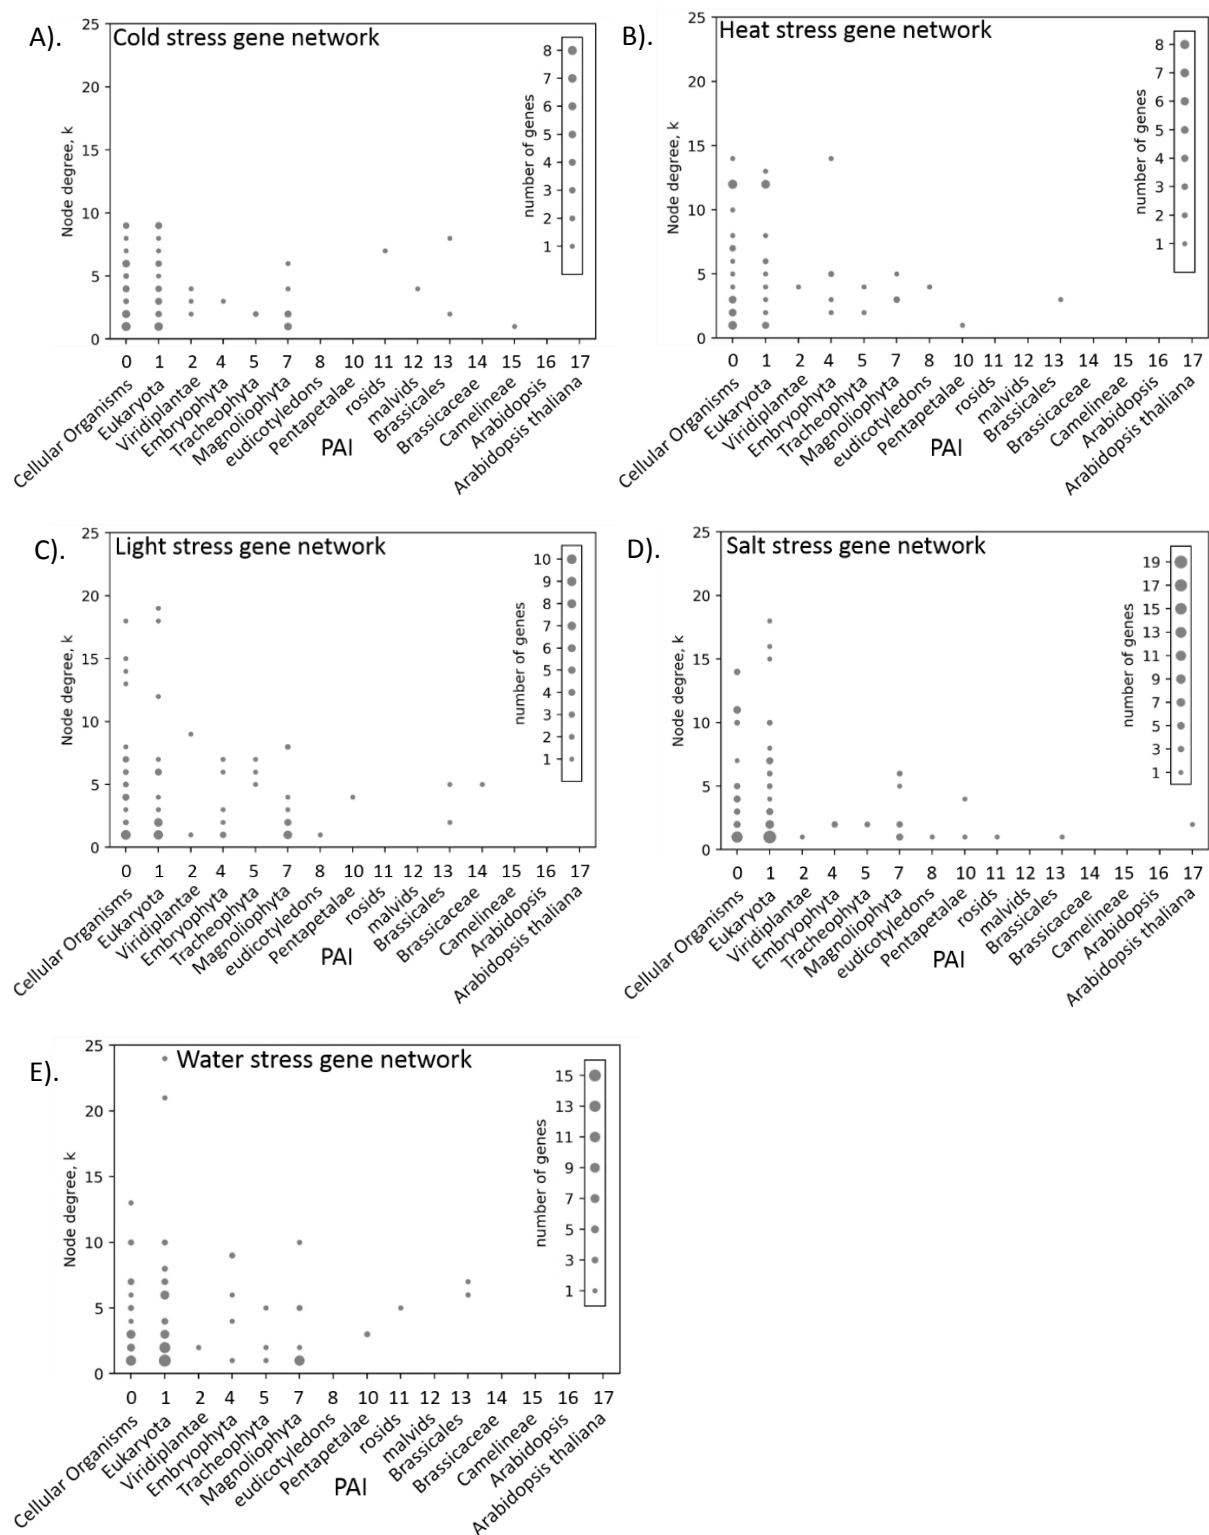 A).
Cold stress gene network
25
20
15
10
5
0
Node degree, k
number of genes
8
7
6
5
4
3
2
1
0 1 2 4 5 7 8 10 11 12 13 14 15 16 17
Cellular Organisms
Eukaryota
Viridiplantae
Embryophyta
Tracheophyta
Magnoliophyta
eudicotyledons
Pentapetalae
rosids
malvids
Brassicales
Brassicaceae
Camelineae
Arabidopsis
Arabidopsis thaliana
PAI
B).
Heat stress gene network
25
20
15
10
5
0
Node degree, k
number of genes
8
7
6
5
4
3
2
1
0 1 2 4 5 7 8 10 11 12 13 14 15 16 17
Cellular Organisms
Eukaryota
Viridiplantae
Embryophyta
Tracheophyta
Magnoliophyta
eudicotyledons
Pentapetalae
rosids
malvids
Brassicales
Brassicaceae
Camelineae
Arabidopsis
Arabidopsis thaliana
PAI
C).
Light stress gene network
25
20
15
10
5
0
Node degree, k
number of genes
10
9
8
7
6
5
4
3
2
1
0 1 2 4 5 7 8 10 11 12 13 14 15 16 17
Cellular Organisms
Eukaryota
Viridiplantae
Embryophyta
Tracheophyta
Magnoliophyta
eudicotyledons
Pentapetalae
rosids
malvids
Brassicales
Brassicaceae
Camelineae
Arabidopsis
Arabidopsis thaliana
PAI
D).
Salt stress gene network
25
20
15
10
5
0
Node degree, k
number of genes
19
17
15
13
11
9
7
5
3
1
0 1 2 4 5 7 8 10 11 12 13 14 15 16 17
Cellular Organisms
Eukaryota
Viridiplantae
Embryophyta
Tracheophyta
Magnoliophyta
eudicotyledons
Pentapetalae
rosids
malvids
Brassicales
Brassicaceae
Camelineae
Arabidopsis
Arabidopsis thaliana
PAI
E).
Water stress gene network
25
20
15
10
5
0
Node degree, k
number of genes
15
13
11
9
7
5
3
1
0 1 2 4 5 7 8 10 11 12 13 14 15 16 17
Cellular Organisms
Eukaryota
Viridiplantae
Embryophyta
Tracheophyta
Magnoliophyta
eudicotyledons
Pentapetalae
rosids
malvids
Brassicales
Brassicaceae
Camelineae
Arabidopsis
Arabidopsis thaliana
PAI